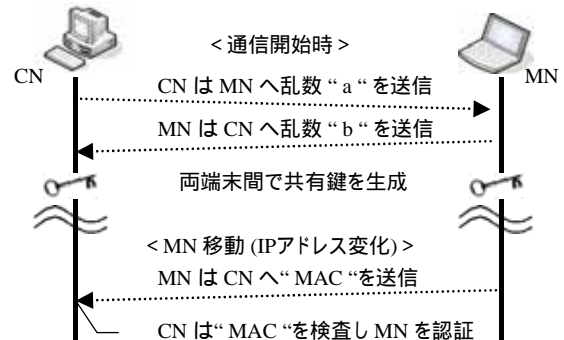 < 通信開始時 >
CN
MN
CN は MN へ乱数 “ a “ を送信
MN は CN へ乱数 “ b “ を送信
両端末間で共有鍵を生成
< MN 移動 (IPアドレス変化) >
MN は CN へ“ MAC “を送信
CN は“ MAC “を検査し MN を認証